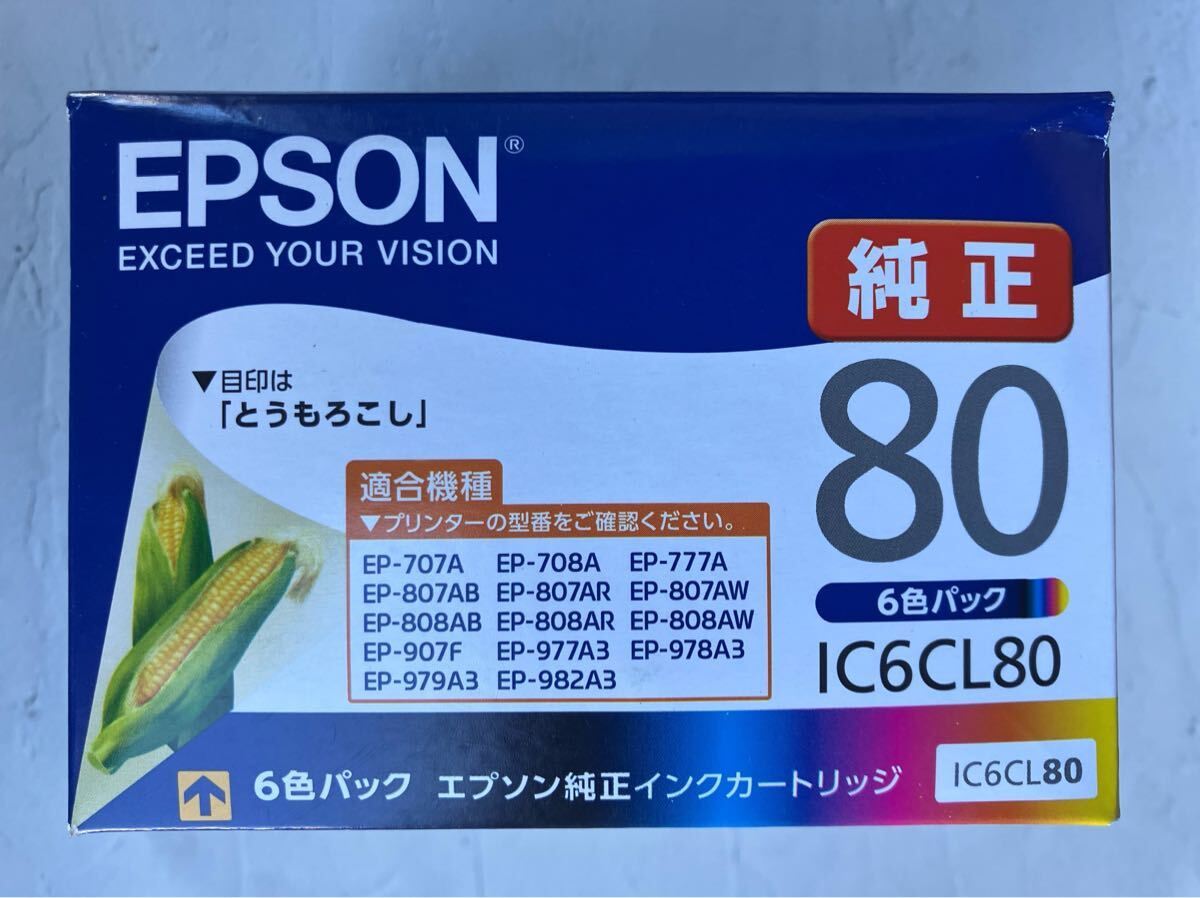 EPSON®
EXCEED YOUR VISION
純正
▼目印は
「とうもろこし」
80
適合機種
▼プリンターの型番をご確認ください。
EP-707A EP-708A EP-777A
EP-807AB EP-807AR EP-807AW
EP-808AB EP-808AR EP-808AW
EP-907F EP-977A3 EP-978A3
EP-979A3 EP-982A3
6色パック
IC6CL80
6色パック エプソン純正インクカートリッジ
IC6CL80